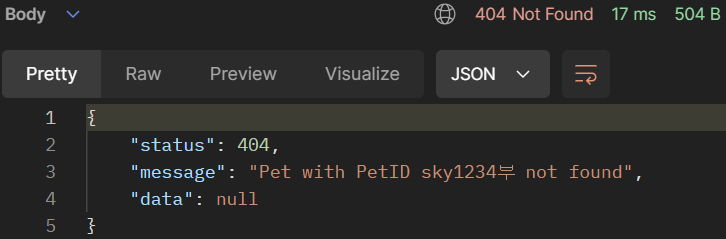 Body 404 Not Found 17 ms 504 B
Pretty Raw Preview Visualize JSON
1 {
2 "status": 404,
3 "message": "Pet with PetID sky1234부 not found",
4 "data": null
5 }